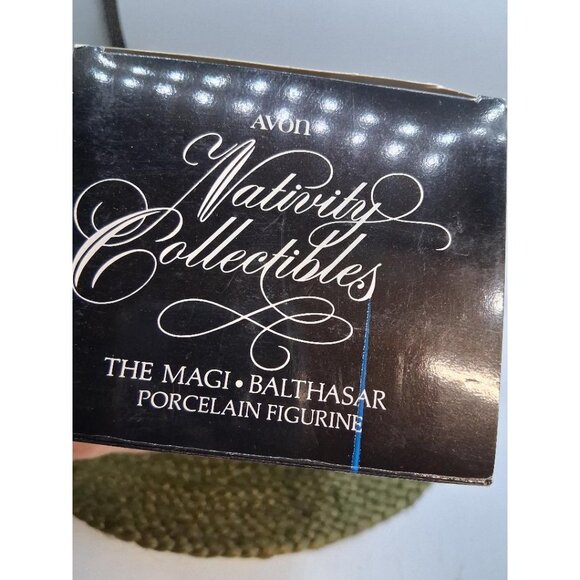 AVON
Nativity
Collectibles
THE MAGI • BALTHASAR
PORCELAIN FIGURINE